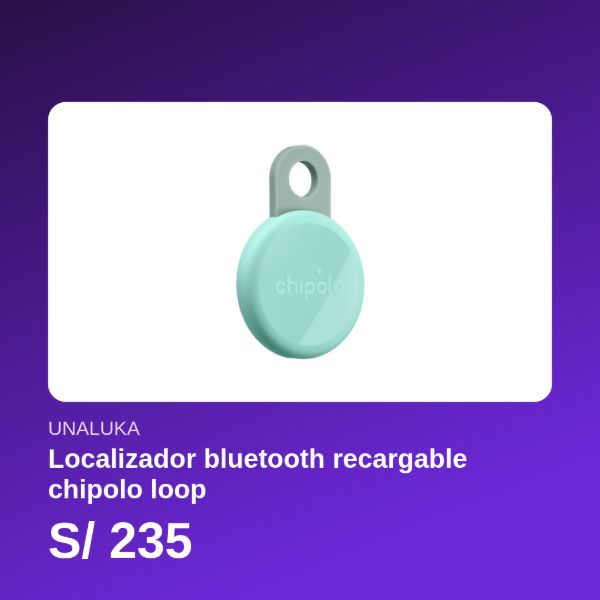 chipolo
UNALUKA
Localizador bluetooth recargable
chipolo loop
S/ 235